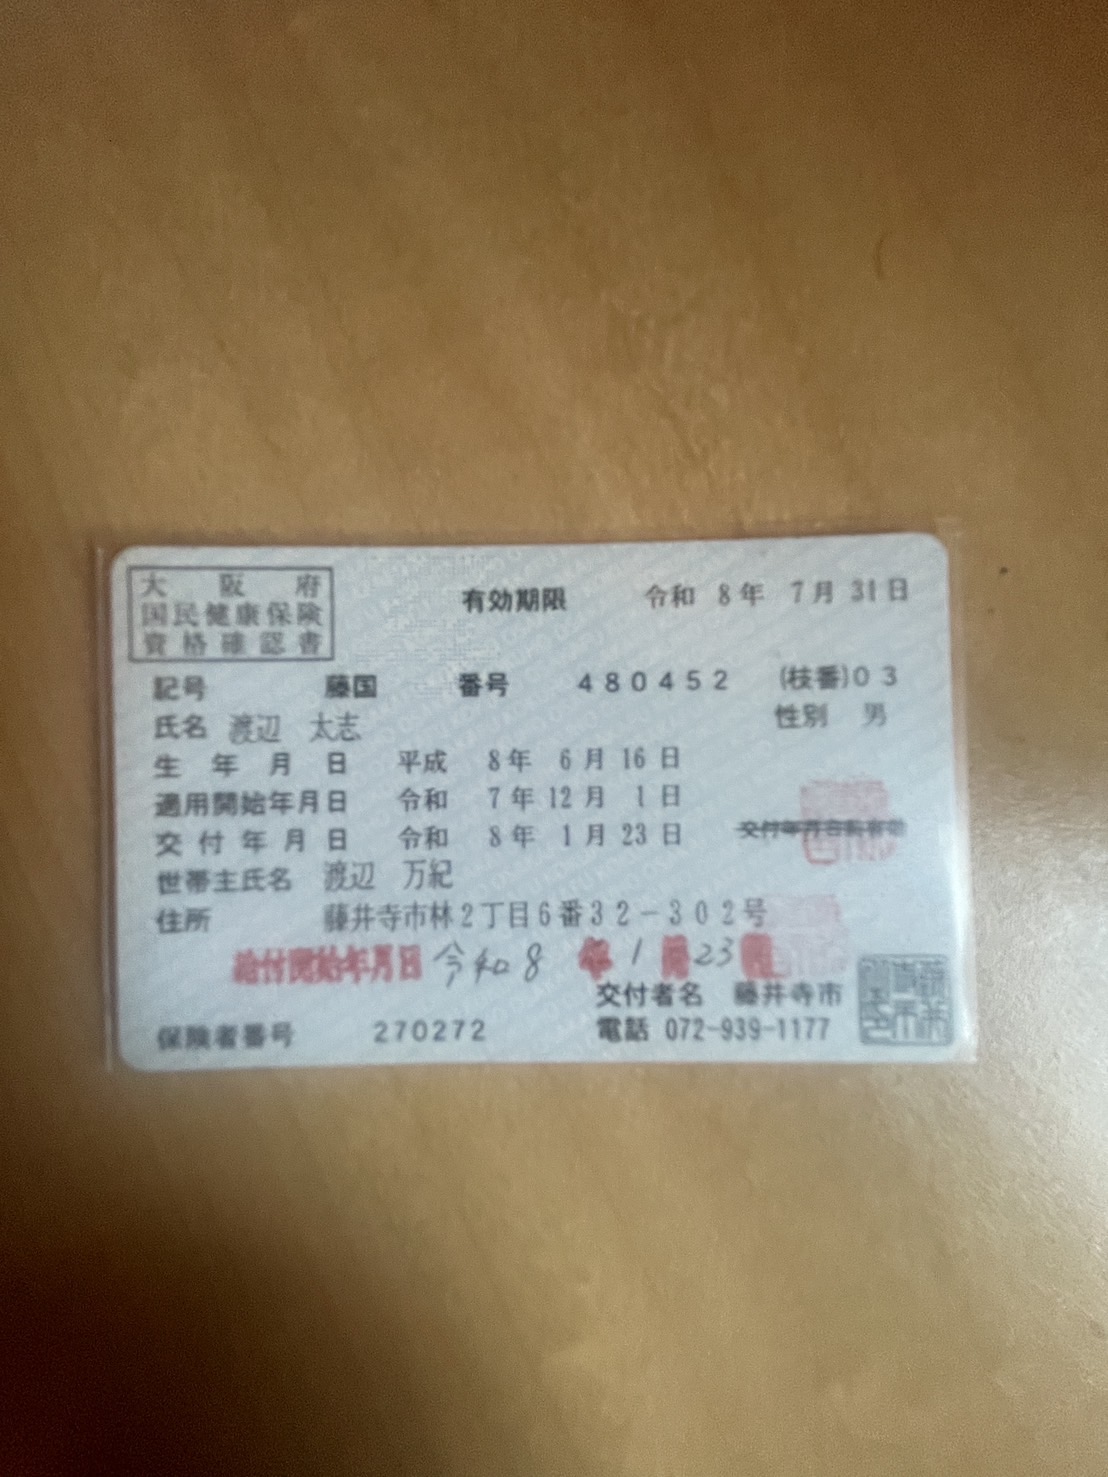 大阪府
国民健康保険
資格確認書
有効期限 令和 8年 7月 31日
記号 藤国 番号 480452 (枝番)03
氏名 渡辺 太志 性別 男
生年月日 平成 8年 6月 16日
適用開始年月日 令和 7年 12月 1日
交付年月日 令和 8年 1月 23日
世帯主氏名 渡辺 万紀
住所 藤井寺市林2丁目6番32-302号
給付開始年月日 令和8年1月23日
交付者名 藤井寺市
保険者番号 270272 電話 072-939-1177